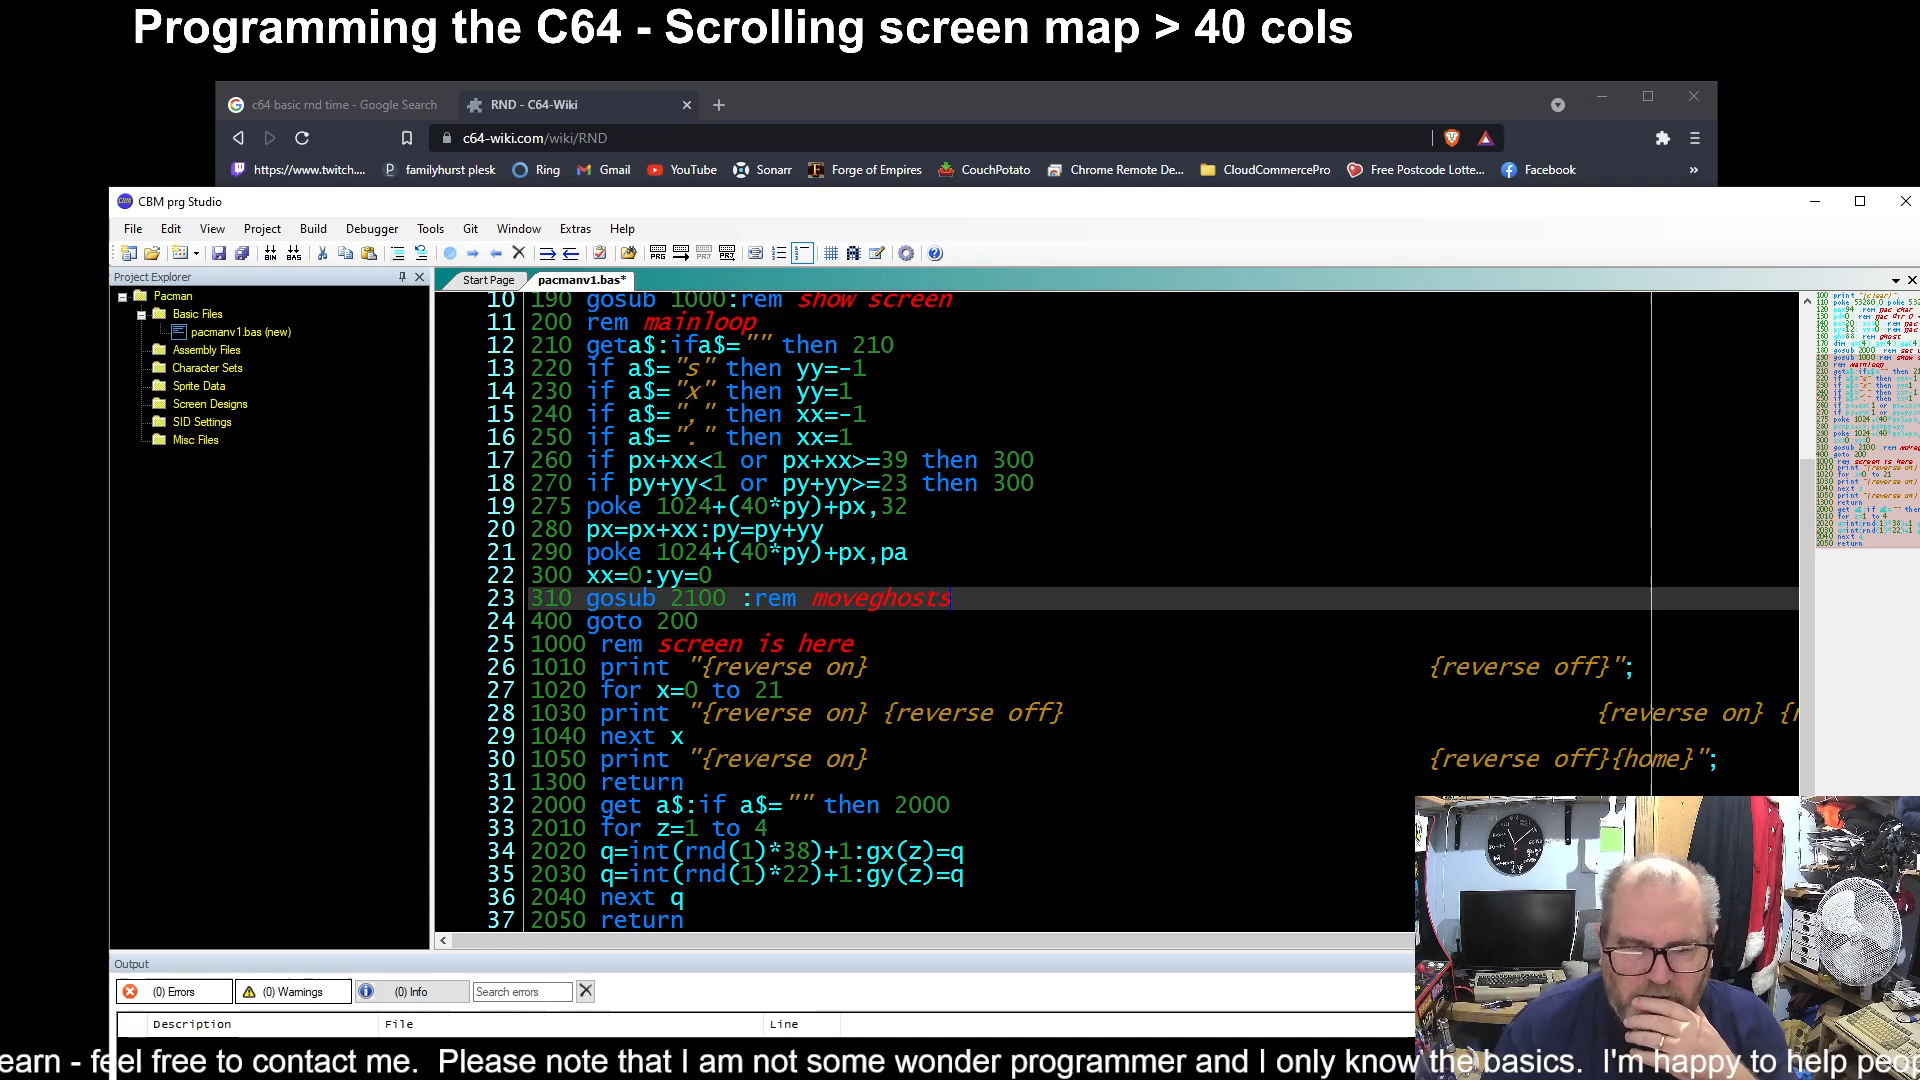 Programming the C64 - Scrolling screen map > 40 cols
c64 basic rnd time - Google Search
RND - C64-Wiki
c64-wiki.com/wiki/RND
https://www.twitch.... familyhurst plesk Ring Gmail YouTube Sonarr Forge of Empires CouchPotato Chrome Remote De... CloudCommercePro Free Postcode Lotte... Facebook »
CBM prg Studio
File Edit View Project Build Debugger Tools Git Window Extras Help
Project Explorer
Start Page pacmanv1.bas*
Pacman
Basic Files
pacmanv1.bas (new)
Assembly Files
Character Sets
Sprite Data
Screen Designs
SID Settings
Misc Files
10 190 gosub 1000:rem show screen
11 200 rem mainloop
12 210 geta$:ifa$="" then 210
13 220 if a$="s" then yy=-1
14 230 if a$="x" then yy=1
15 240 if a$="," then xx=-1
16 250 if a$="." then xx=1
17 260 if px+xx<1 or px+xx>=39 then 300
18 270 if py+yy<1 or py+yy>=23 then 300
19 275 poke 1024+(40*py)+px,32
20 280 px=px+xx:py=py+yy
21 290 poke 1024+(40*py)+px,pa
22 300 xx=0:yy=0
23 310 gosub 2100 :rem moveghosts
24 400 goto 200
25 1000 rem screen is here
26 1010 print "{reverse on} {reverse off}";
27 1020 for x=0 to 21
28 1030 print "{reverse on} {reverse off} {reverse on} {r
29 1040 next x
30 1050 print "{reverse on} {reverse off}{home}";
31 1300 return
32 2000 get a$:if a$="" then 2000
33 2010 for z=1 to 4
34 2020 q=int(rnd(1)*38)+1:gx(z)=q
35 2030 q=int(rnd(1)*22)+1:gy(z)=q
36 2040 next q
37 2050 return
Output
(0) Errors (0) Warnings (0) Info Search errors
Description File Line
earn - feel free to contact me. Please note that I am not some wonder programmer and I only know the basics. I'm happy to help peop